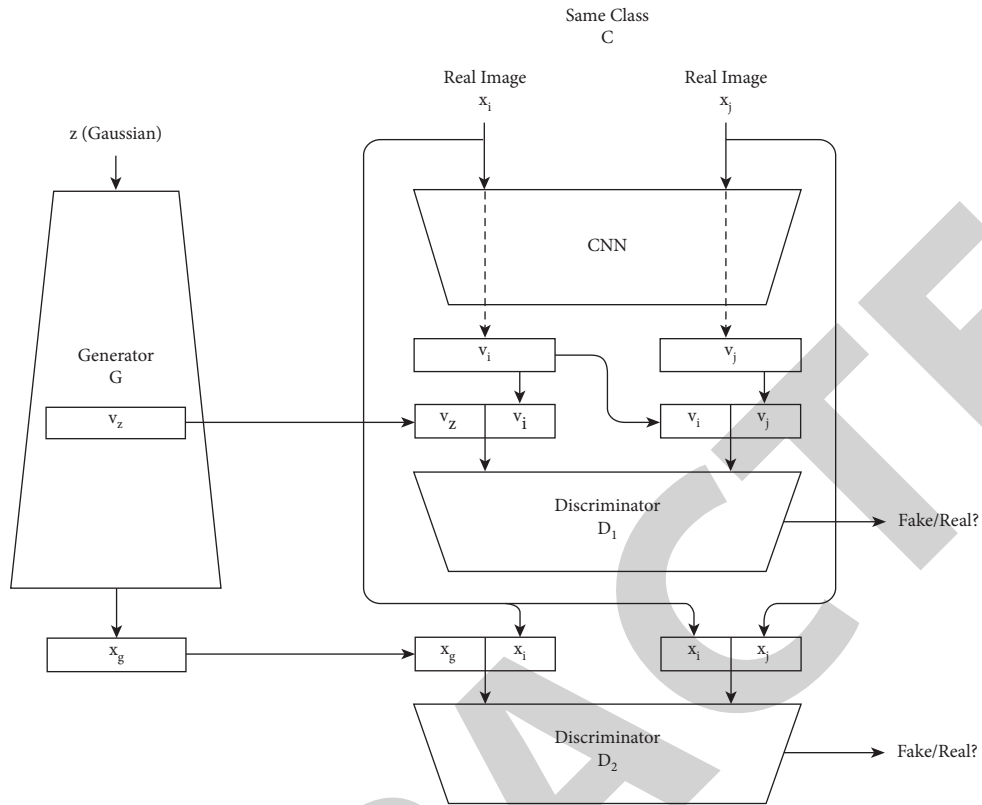 Same Class
C
Real Image
x_i
Real Image
x_j
z (Gaussian)
CNN
Generator
G
v_i
v_j
v_z
v_z v_i
v_i v_j
Discriminator
D_1
Fake/Real?
x_g
x_g x_i
x_i x_j
Discriminator
D_2
Fake/Real?